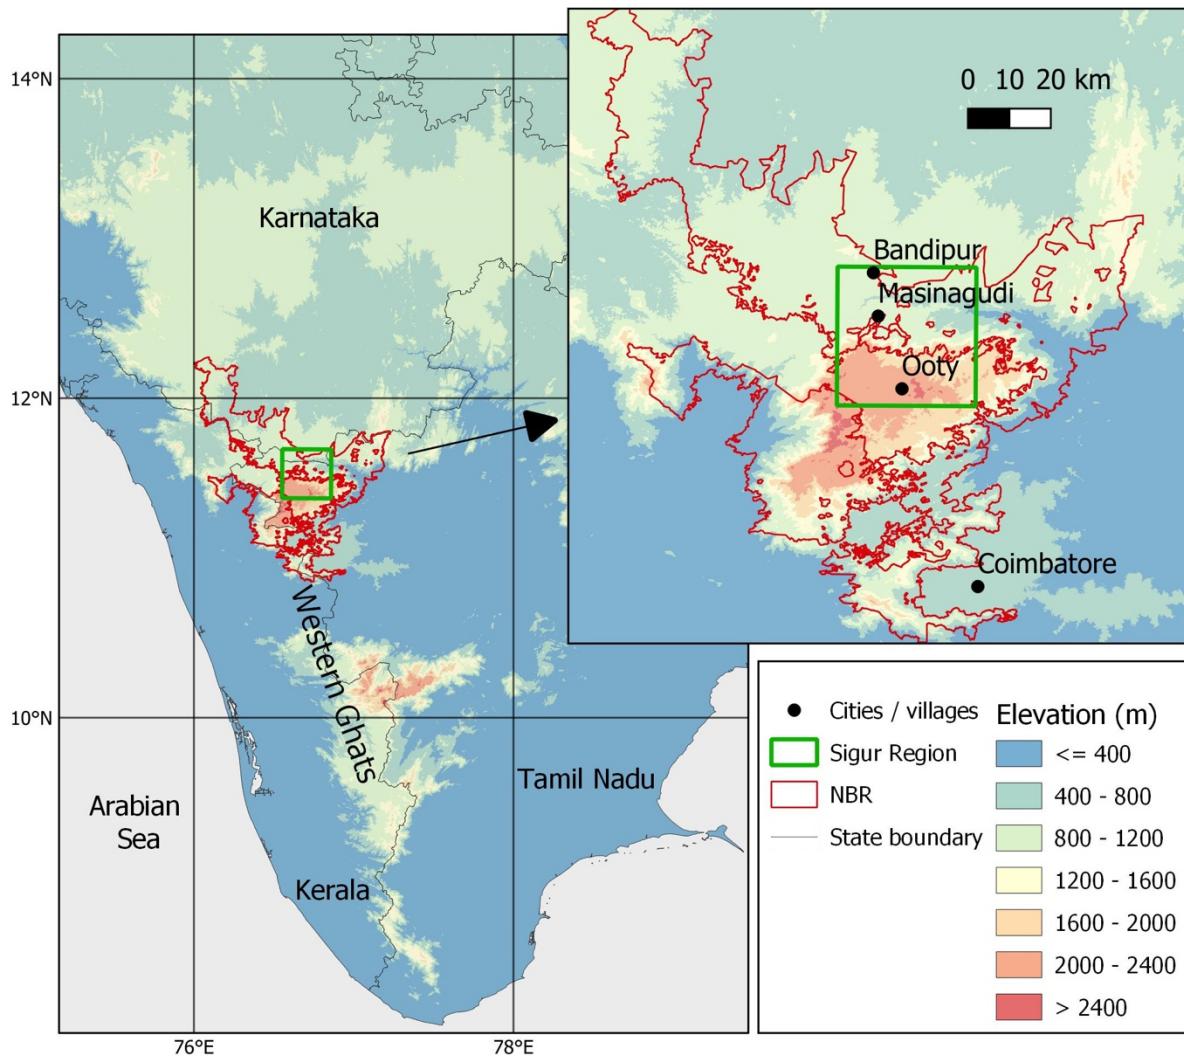 14°N
12°N
10°N
76°E
78°E
Karnataka
Western Ghats
Arabian
Sea
Kerala
Tamil Nadu
0 10 20 km
Bandipur
Masinagudi
Ooty
Coimbatore
Cities / villages
Sigur Region
NBR
State boundary
Elevation (m)
<= 400
400 - 800
800 - 1200
1200 - 1600
1600 - 2000
2000 - 2400
> 2400